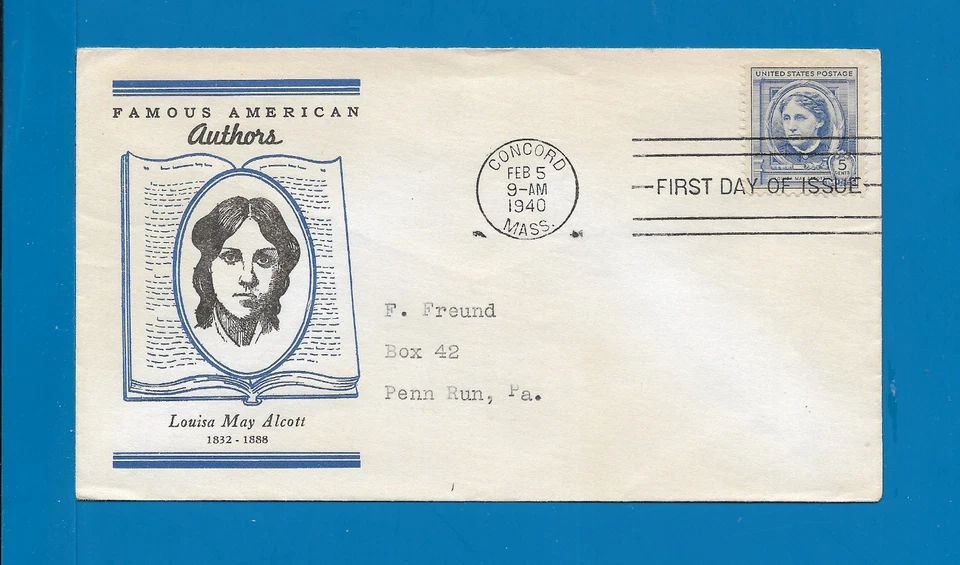 FAMOUS AMERICAN
Authors
Louisa May Alcott
1832 - 1888
CONCORD
FEB 5
9-AM
1940
MASS.
UNITED STATES POSTAGE
5
CENTS
FIRST DAY OF ISSUE
F. Freund
Box 42
Penn Run, Pa.